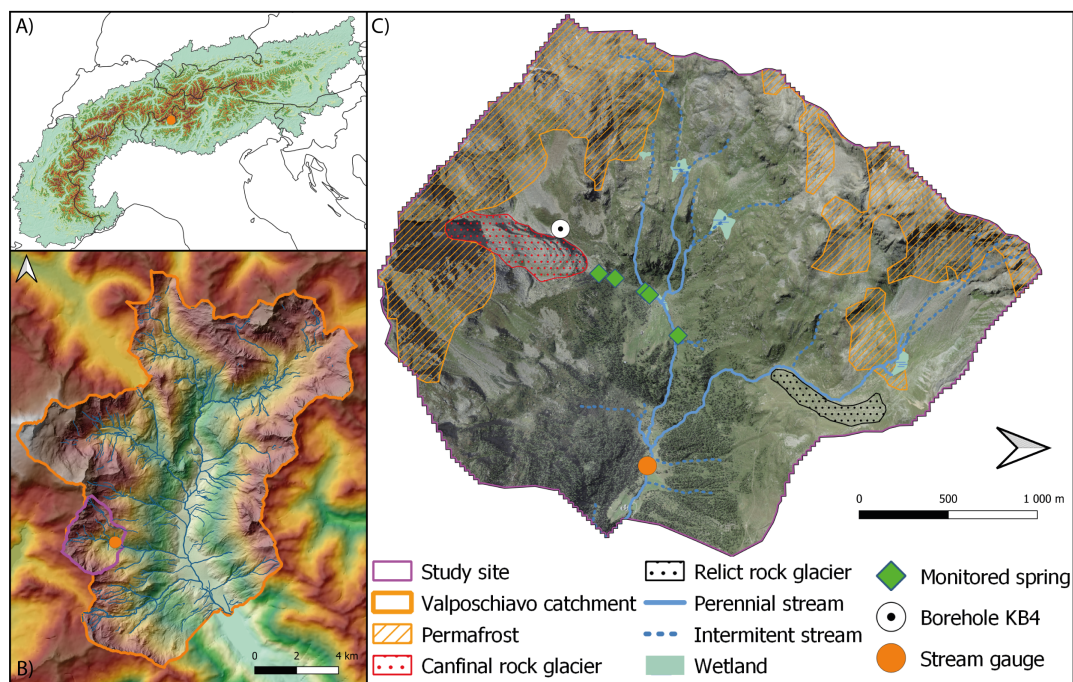 A)
B)
0 2 4 km
C)
0 500 1 000 m
Study site
Valposchiavo catchment
Permafrost
Canfinal rock glacier
Relict rock glacier
Perennial stream
Intermitent stream
Wetland
Monitored spring
Borehole KB4
Stream gauge